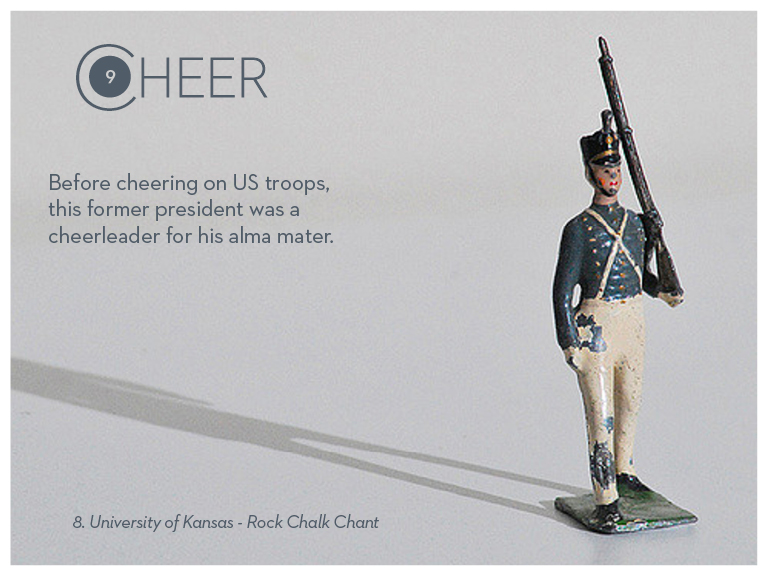 CHEER
9
Before cheering on US troops,
this former president was a
cheerleader for his alma mater.
8. University of Kansas - Rock Chalk Chant